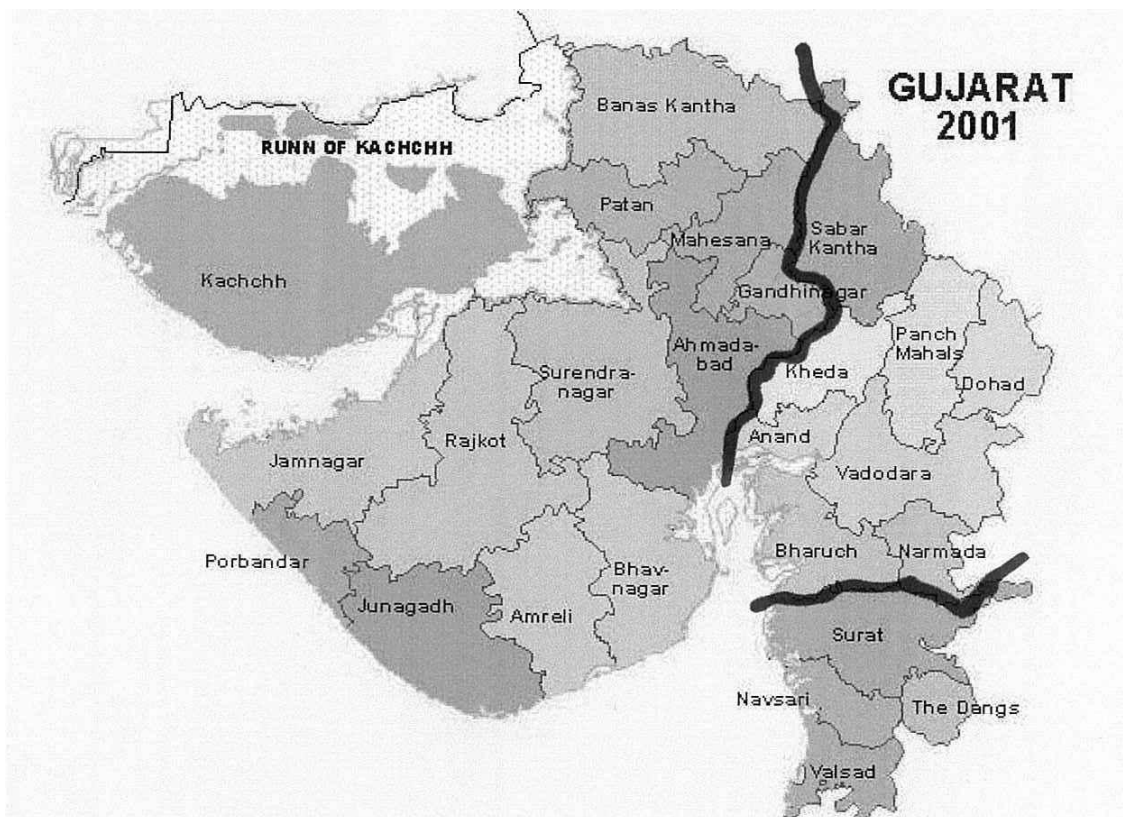 GUJARAT
2001
Banas Kantha
RUNN OF KACHCHH
Patan
Sabar
Kantha
Mahesana
Kachchh
Gandhinagar
Panch
Mahals
Ahmada-
bad
Kheda
Dohad
Surendra-
nagar
Rajkot
Anand
Jamnagar
Vadodara
Porbandar
Bharuch
Narmada
Bhav-
nagar
Junagadh
Amreli
Surat
Navsari
The Dangs
Valsad